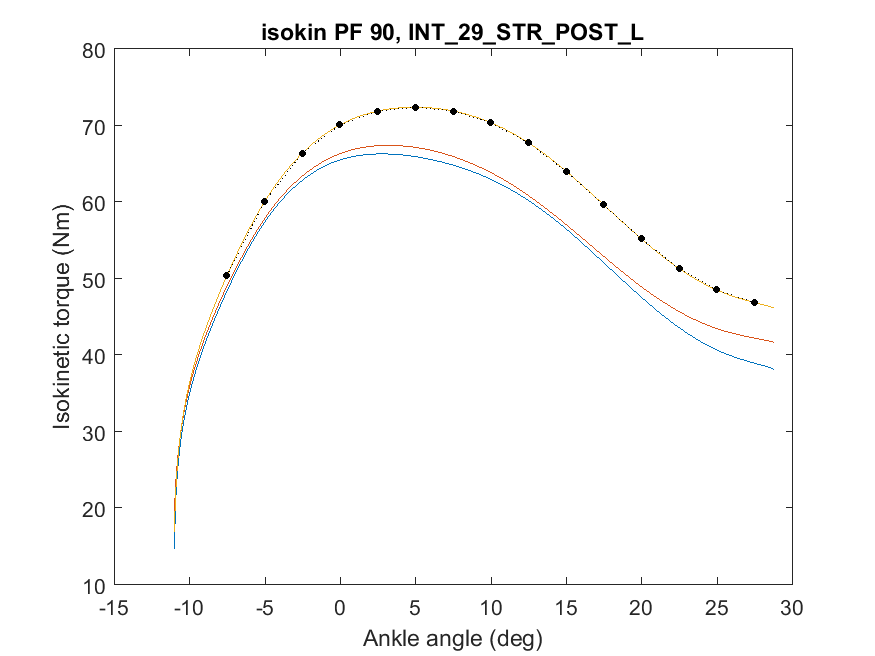 isokin PF 90, INT_29_STR_POST_L
80
70
60
50
40
30
20
10
Isokinetic torque (Nm)
-15 -10 -5 0 5 10 15 20 25 30
Ankle angle (deg)